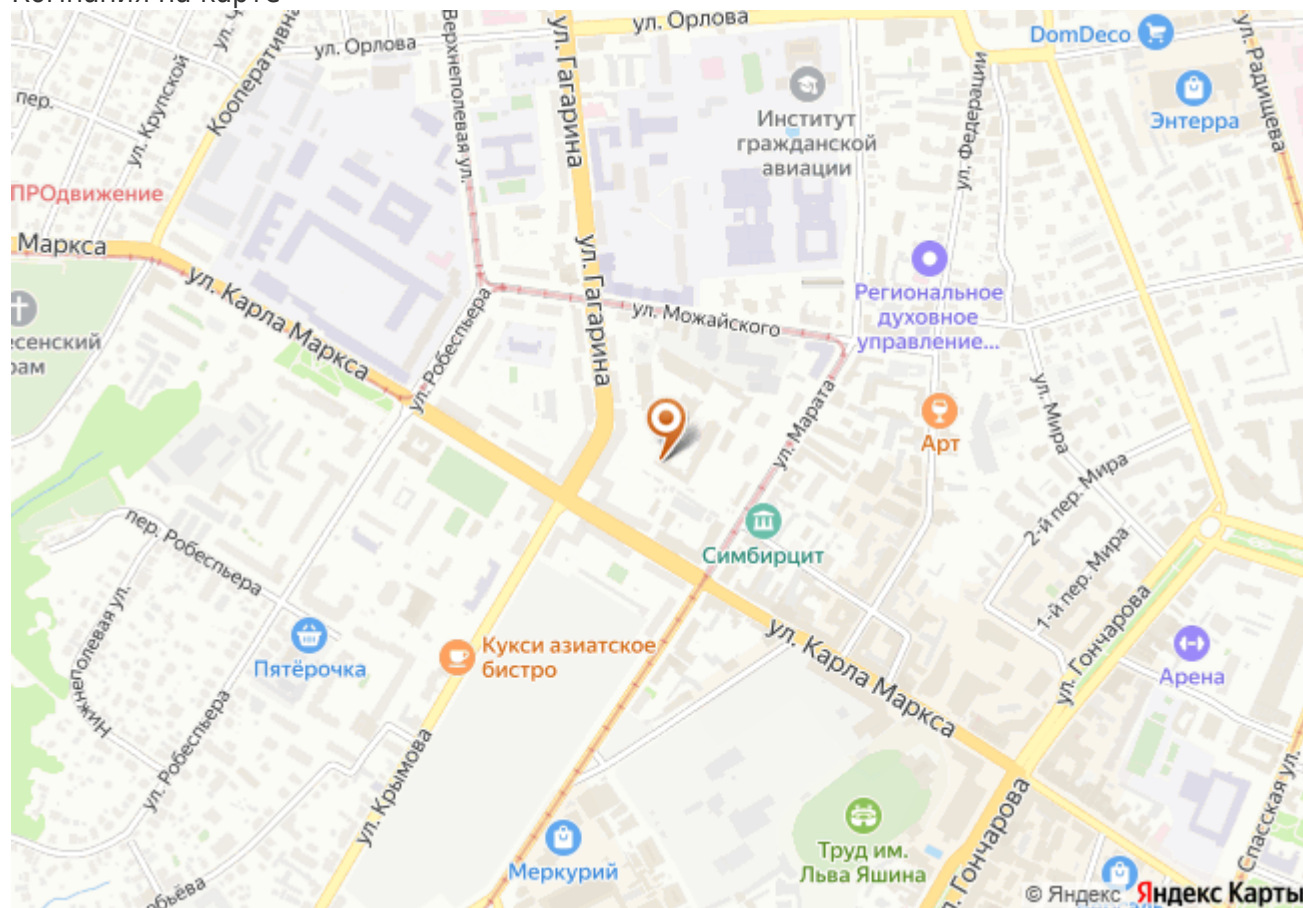 Компания на карте
ул. Орлова
ул. Орлова
DomDeco
Энтерра
ул. Радищева
Кооперативна
Верхнеполевая ул.
ул. Гагарина
Институт
гражданской
авиации
ул. Федерации
пер.
ул. Крупской
ПРОдвижение
Маркса
ул. Карла Маркса
ул. Робеспьера
ул. Гагарина
ул. Можайского
Региональное
духовное
управление...
есенский
рам
ул. Марата
Арт
ул. Мира
2-й пер. Мира
1-й пер. Мира
Симбирцит
пер. Робеспьера
Нижнеполевая ул.
Пятёрочка
Кукси азиатское
бистро
ул. Карла Маркса
ул. Гончарова
Арена
ул. Робеспьера
ул. Крымова
Меркурий
Труд им.
Льва Яшина
ул. Гончарова
Спасская ул.
обьёва
© Яндекс Яндекс Карты